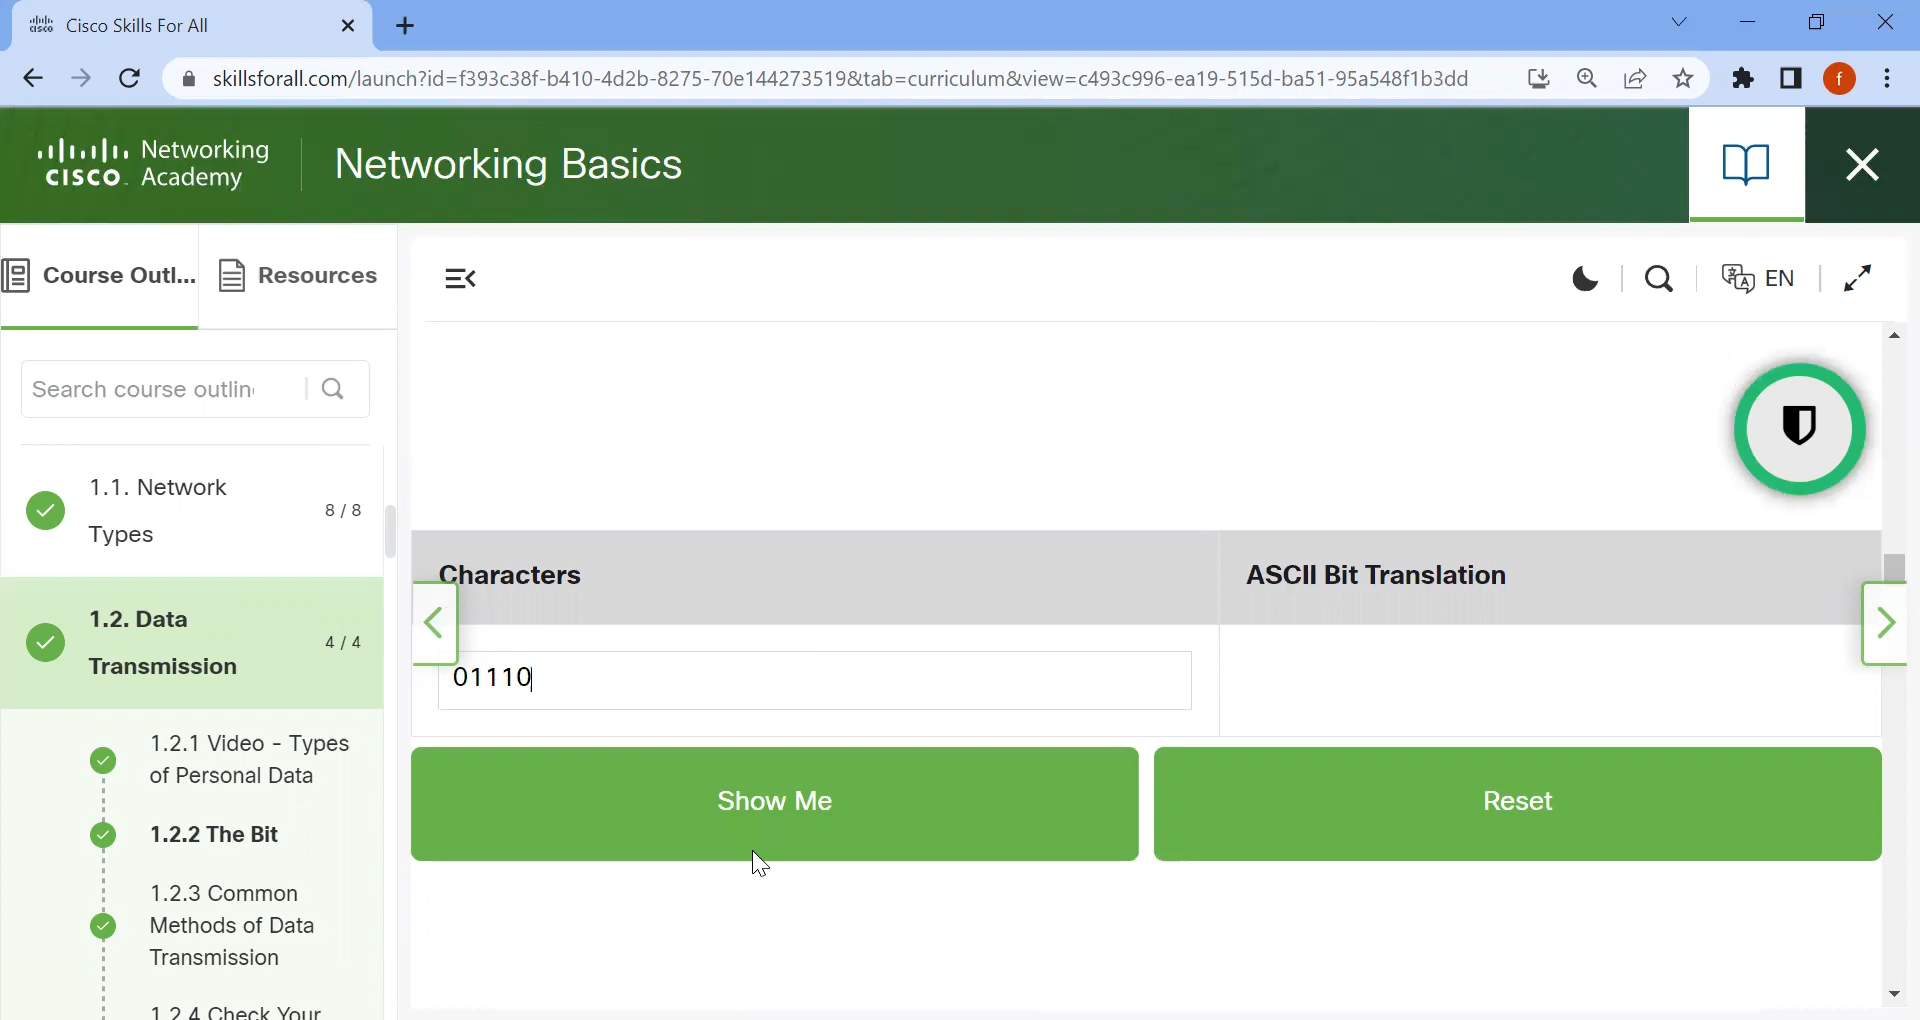 Cisco Skills For All
skillsforall.com/launch?id=f393c38f-b410-4d2b-8275-70e144273519&tab=curriculum&view=c493c996-ea19-515d-ba51-95a548f1b3dd
f
Networking
CISCO Academy
Networking Basics
Course Outl...
Resources
EN
Search course outlin
1.1. Network
Types
8 / 8
1.2. Data
Transmission
4 / 4
1.2.1 Video - Types
of Personal Data
1.2.2 The Bit
1.2.3 Common
Methods of Data
Transmission
1.2.4 Check Your
Characters
ASCII Bit Translation
01110
Show Me
Reset